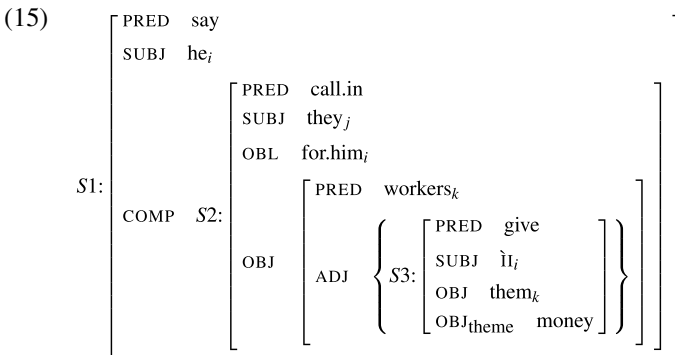 (15)
PRED say
SUBJ he_i
PRED call.in
SUBJ they_j
OBL for.him_i
S1:
PRED workers_k
COMP S2:
PRED give
OBJ
ADJ
S3:
SUBJ ÌI_i
OBJ them_k
OBJ_theme money